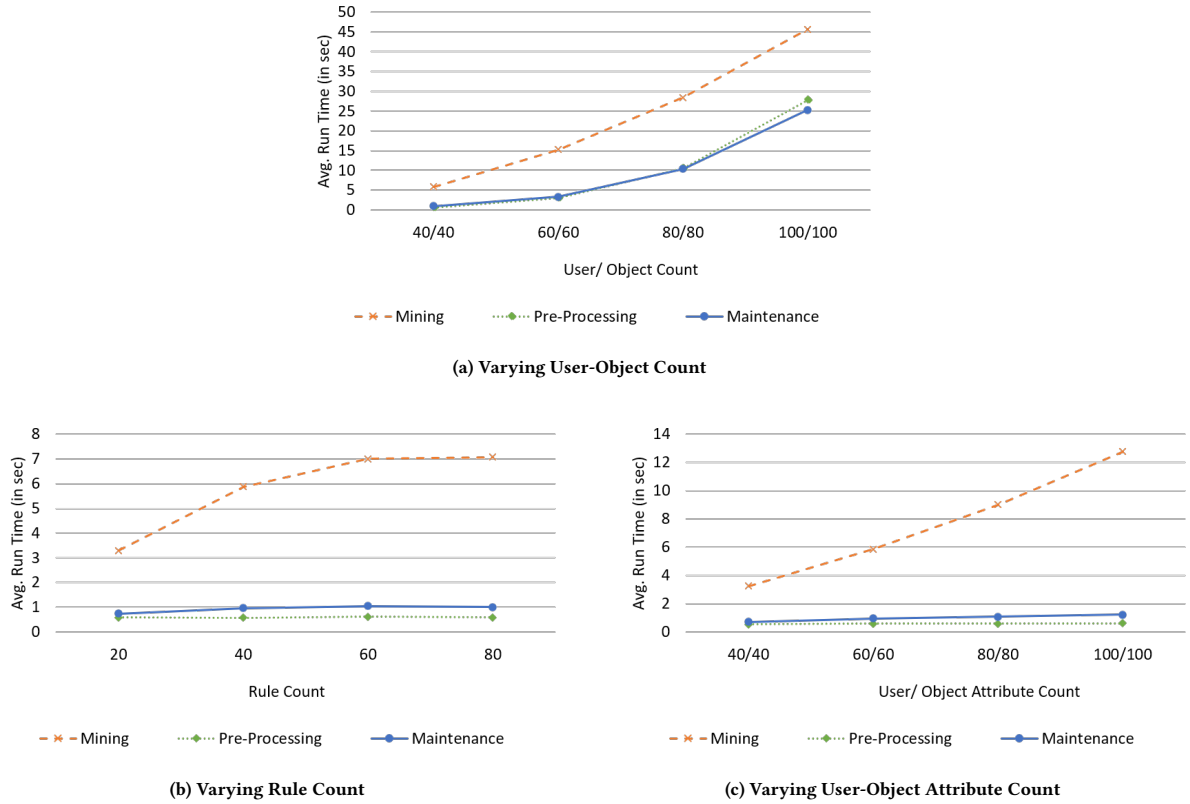 50
45
40
35
30
25
20
15
10
5
0
Avg. Run Time (in sec)
40/40 60/60 80/80 100/100
User/ Object Count
Mining Pre-Processing Maintenance
(a) Varying User-Object Count
8
7
6
5
4
3
2
1
0
Avg. Run Time (in sec)
20 40 60 80
Rule Count
Mining Pre-Processing Maintenance
(b) Varying Rule Count
14
12
10
8
6
4
2
0
Avg. Run Time (in sec)
40/40 60/60 80/80 100/100
User/ Object Attribute Count
Mining Pre-Processing Maintenance
(c) Varying User-Object Attribute Count